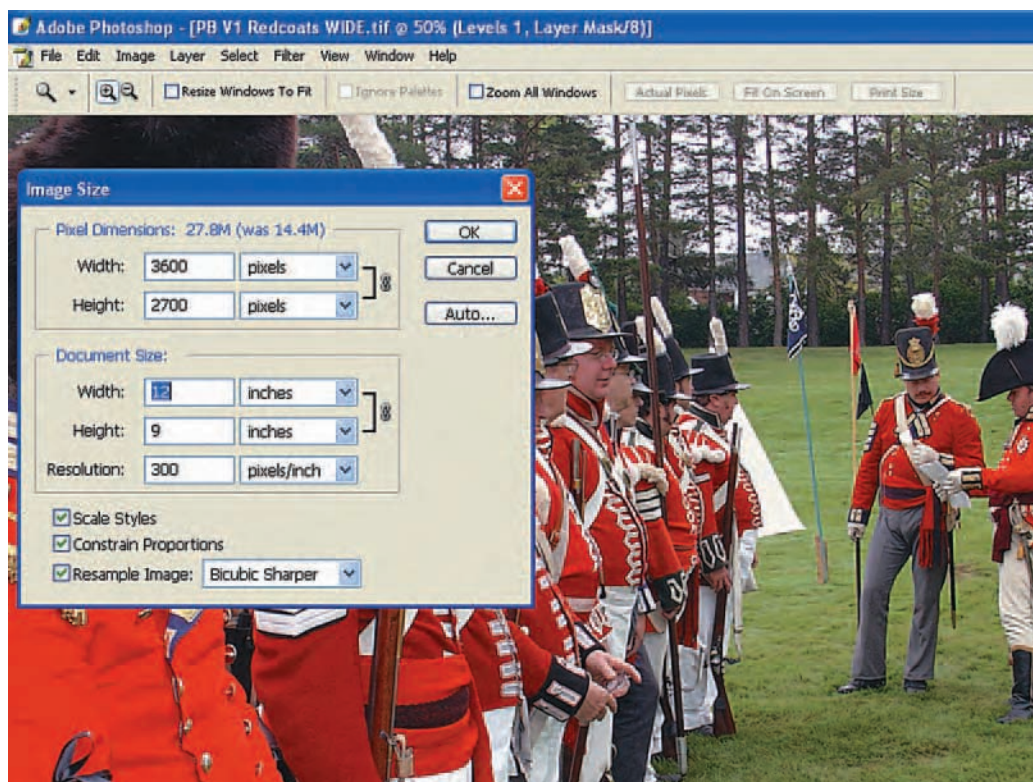 Adobe Photoshop - [PB V1 Redcoats WIDE.tif @ 50% (Levels 1, Layer Mask/8)]
File Edit Image Layer Select Filter View Window Help
Resize Windows To Fit Ignore Palettes Zoom All Windows Actual Pixels Fit On Screen Print Size
Image Size
Pixel Dimensions: 27.8M (was 14.4M)
Width: 3600 pixels
Height: 2700 pixels
OK
Cancel
Auto...
Document Size:
Width: 12 inches
Height: 9 inches
Resolution: 300 pixels/inch
Scale Styles
Constrain Proportions
Resample Image: Bicubic Sharper